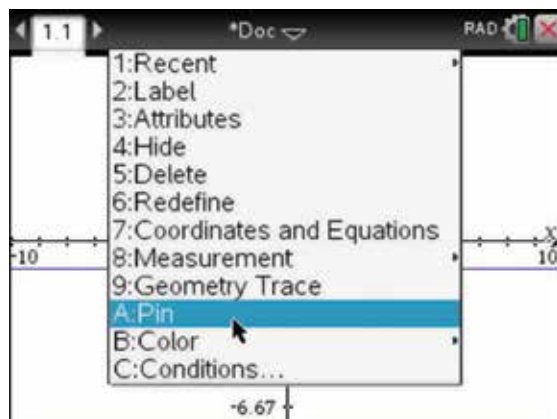 1.1 *Doc RAD
1:Recent
2:Label
3:Attributes
4:Hide
5:Delete
6:Redefine
7:Coordinates and Equations
8:Measurement
9:Geometry Trace
A:Pin
B:Color
C:Conditions...
x
-10 10
-6.67